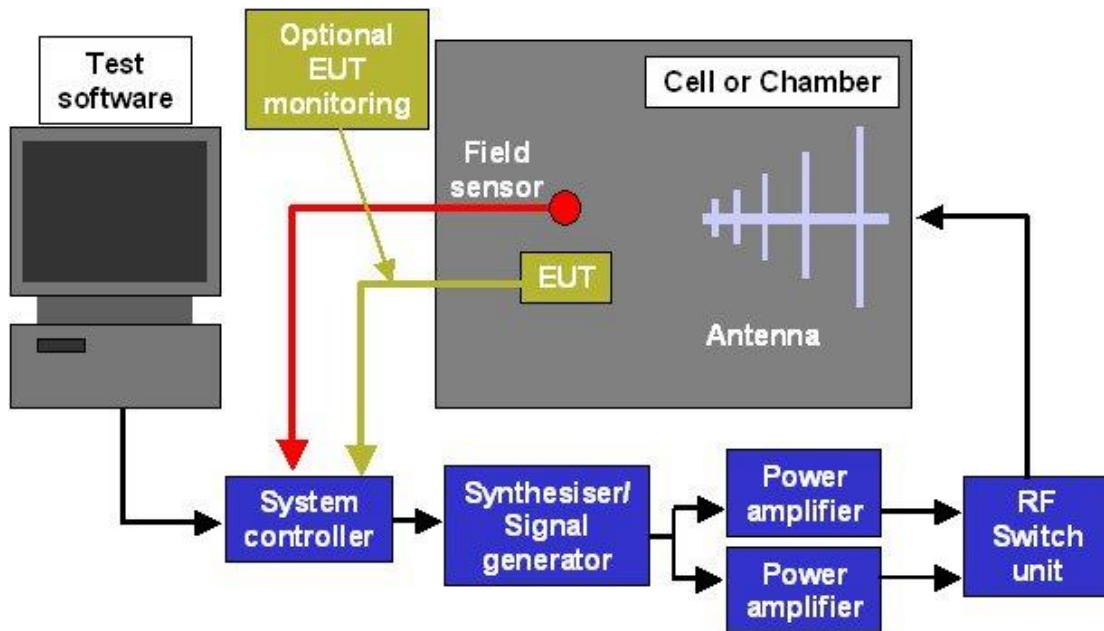 Test
software
Optional
EUT
monitoring
Cell or Chamber
Field
sensor
EUT
Antenna
System
controller
Synthesiser/
Signal
generator
Power
amplifier
Power
amplifier
RF
Switch
unit